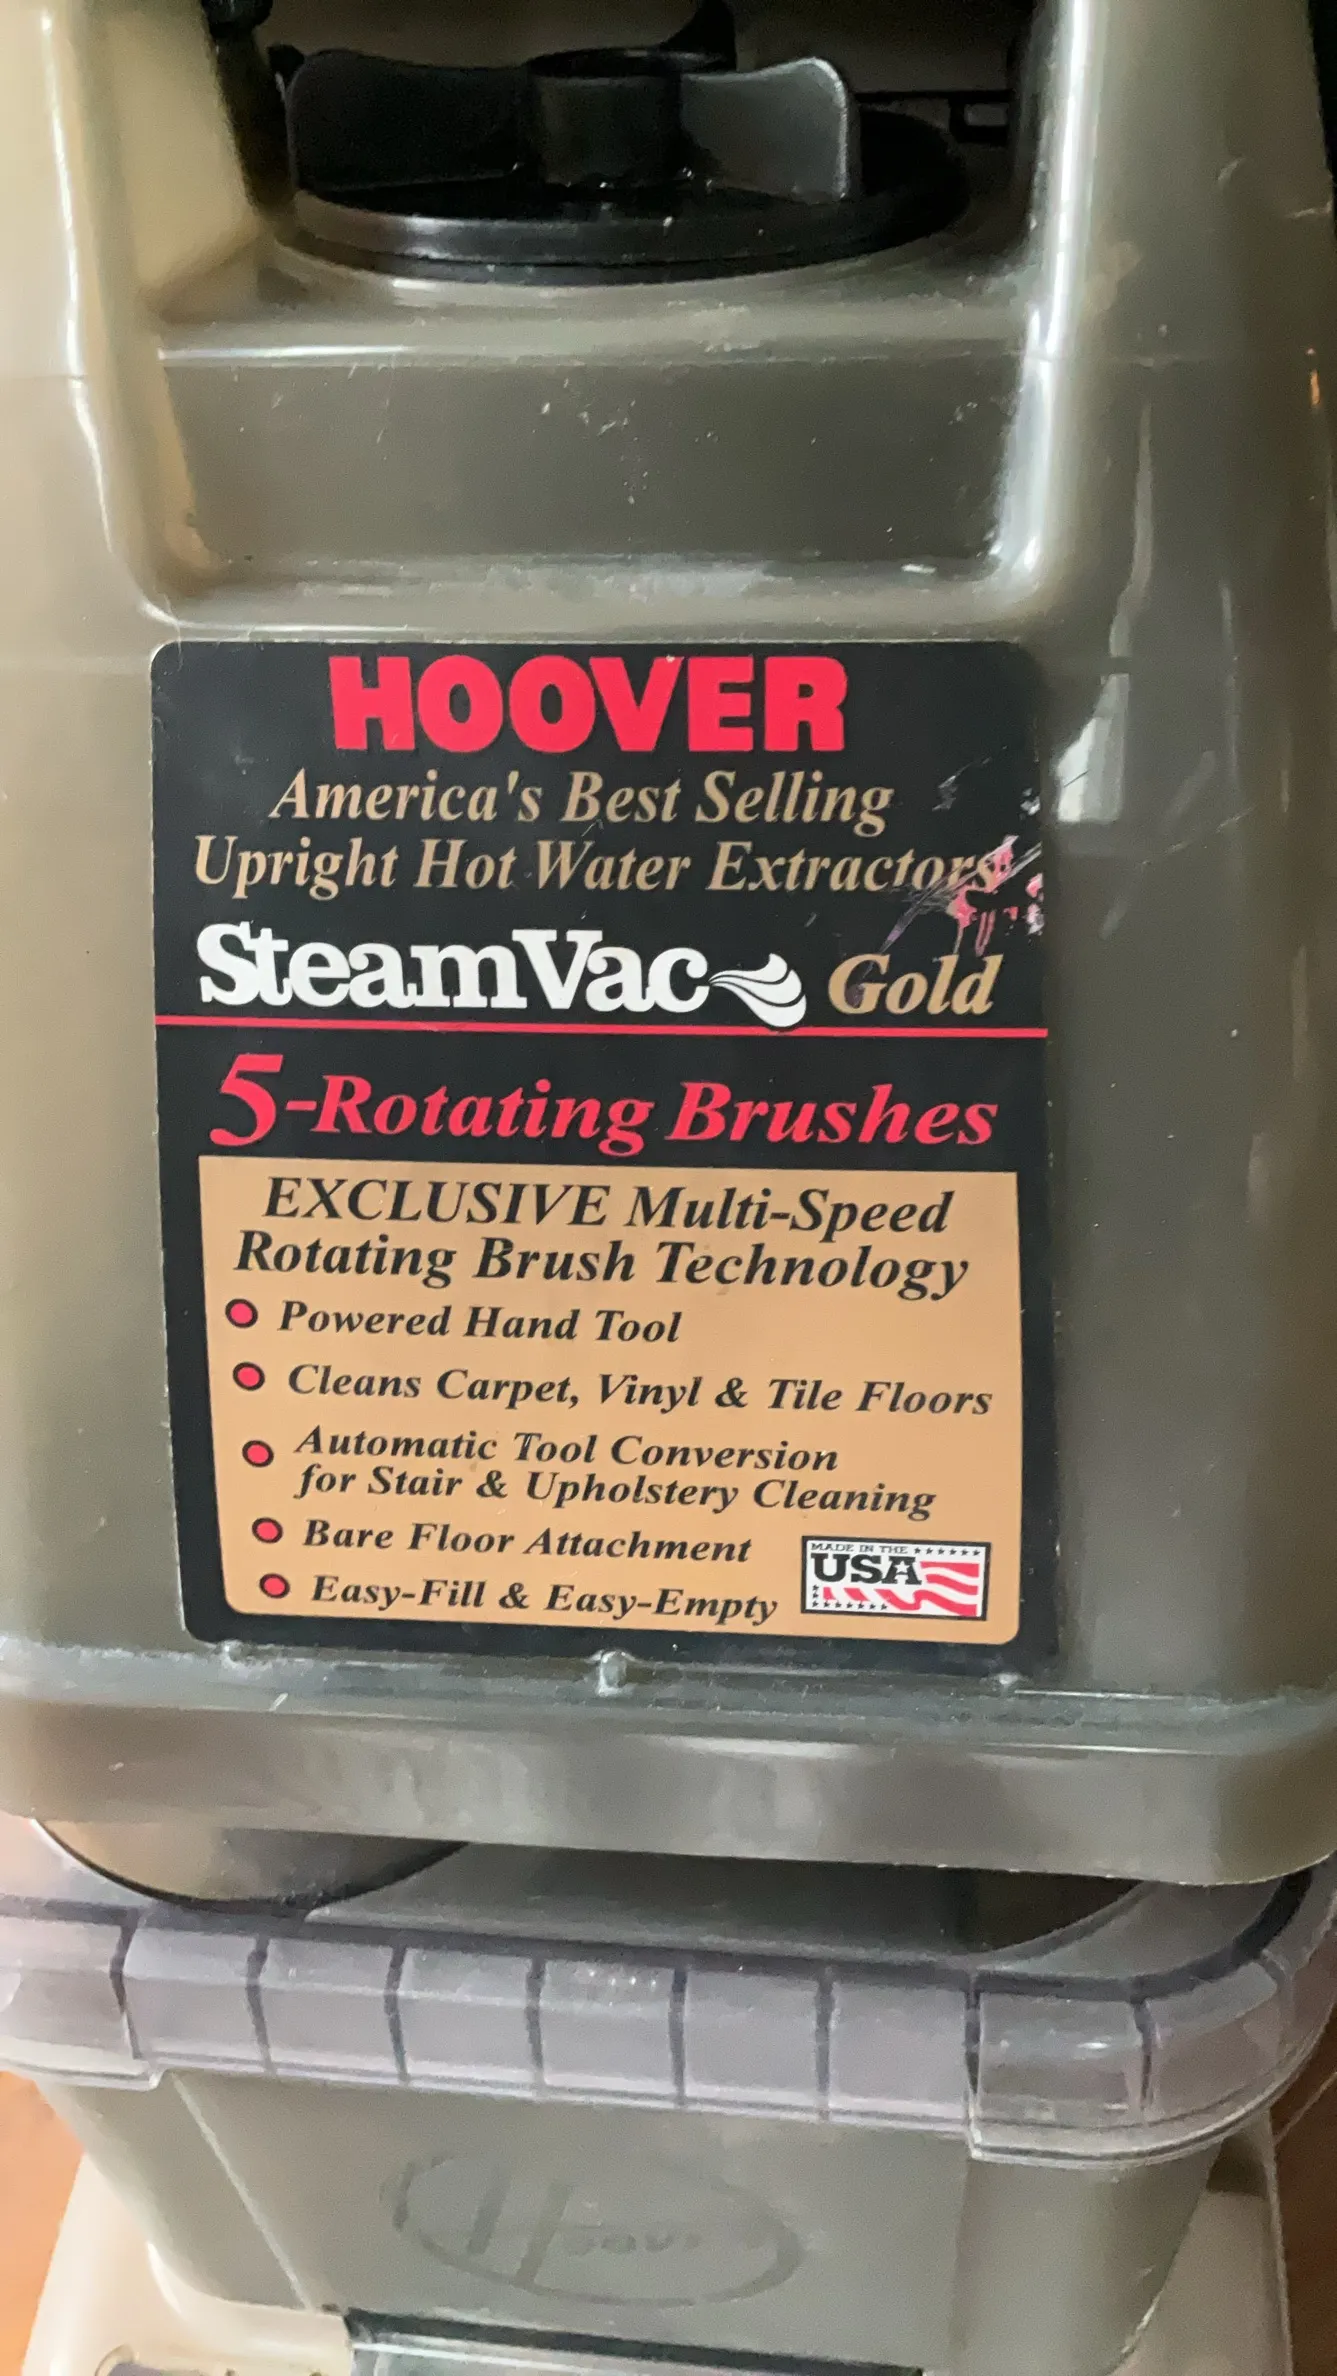 HOOVER
America's Best Selling
Upright Hot Water Extractors
SteamVac Gold
5-Rotating Brushes
EXCLUSIVE Multi-Speed
Rotating Brush Technology
Powered Hand Tool
Cleans Carpet, Vinyl & Tile Floors
Automatic Tool Conversion
for Stair & Upholstery Cleaning
Bare Floor Attachment
Easy-Fill & Easy-Empty
MADE IN THE
USA